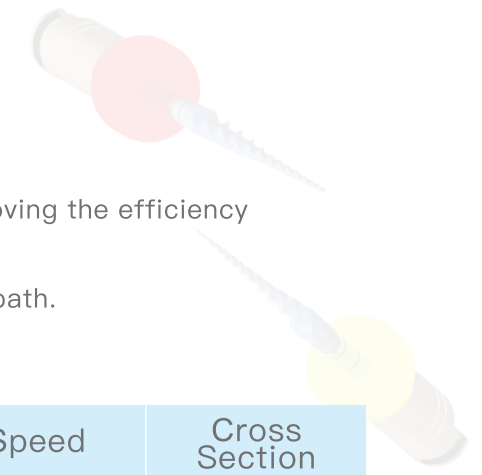 oving the efficiency
path.
Speed
Cross
Section